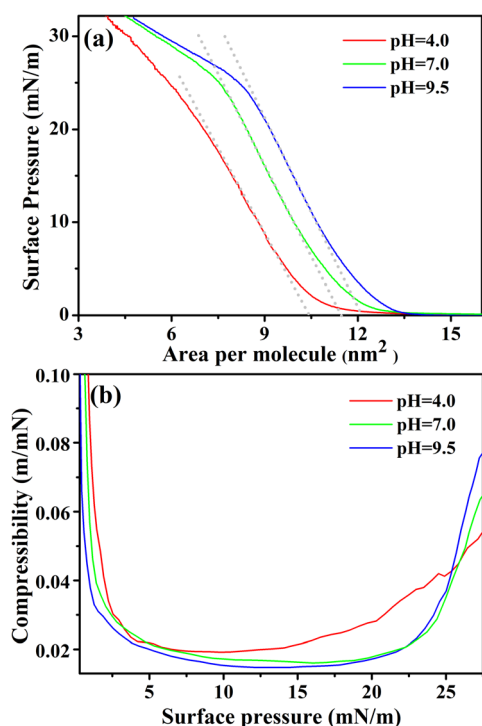 (a)
pH=4.0
pH=7.0
pH=9.5
Surface Pressure (mN/m)
30
20
10
0
3 6 9 12 15
Area per molecule (nm²)
(b)
pH=4.0
pH=7.0
pH=9.5
Compressibility (m/mN)
0.10
0.08
0.06
0.04
0.02
5 10 15 20 25
Surface pressure (mN/m)